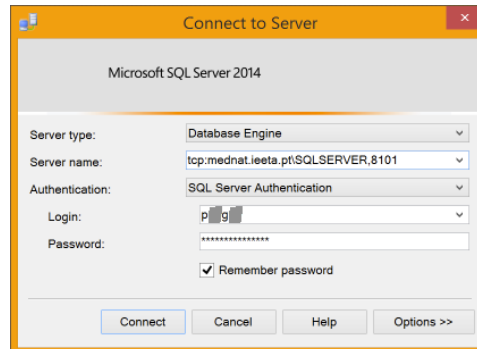 Connect to Server
Microsoft SQL Server 2014
Server type: Database Engine
Server name: tcp:mednat.ieeta.pt\SQLSERVER,8101
Authentication: SQL Server Authentication
Login:
Password: ***************
Remember password
Connect Cancel Help Options >>